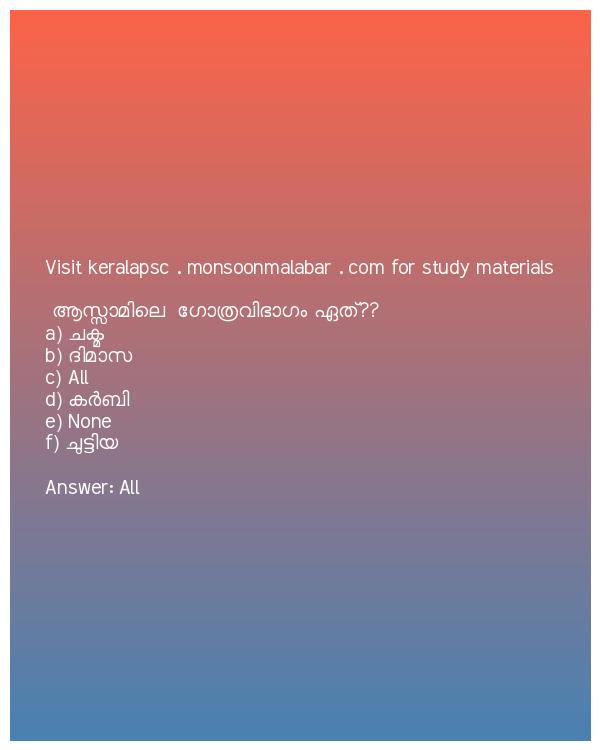 Visit keralapsc . monsoonmalabar . com for study materials
ആസ്സാമിലെ ഗോത്രവിഭാഗം ഏത്??
a) ചക്മ
b) ദിമാസ
c) All
d) കർബി
e) None
f) ചുട്ടിയ
Answer: All